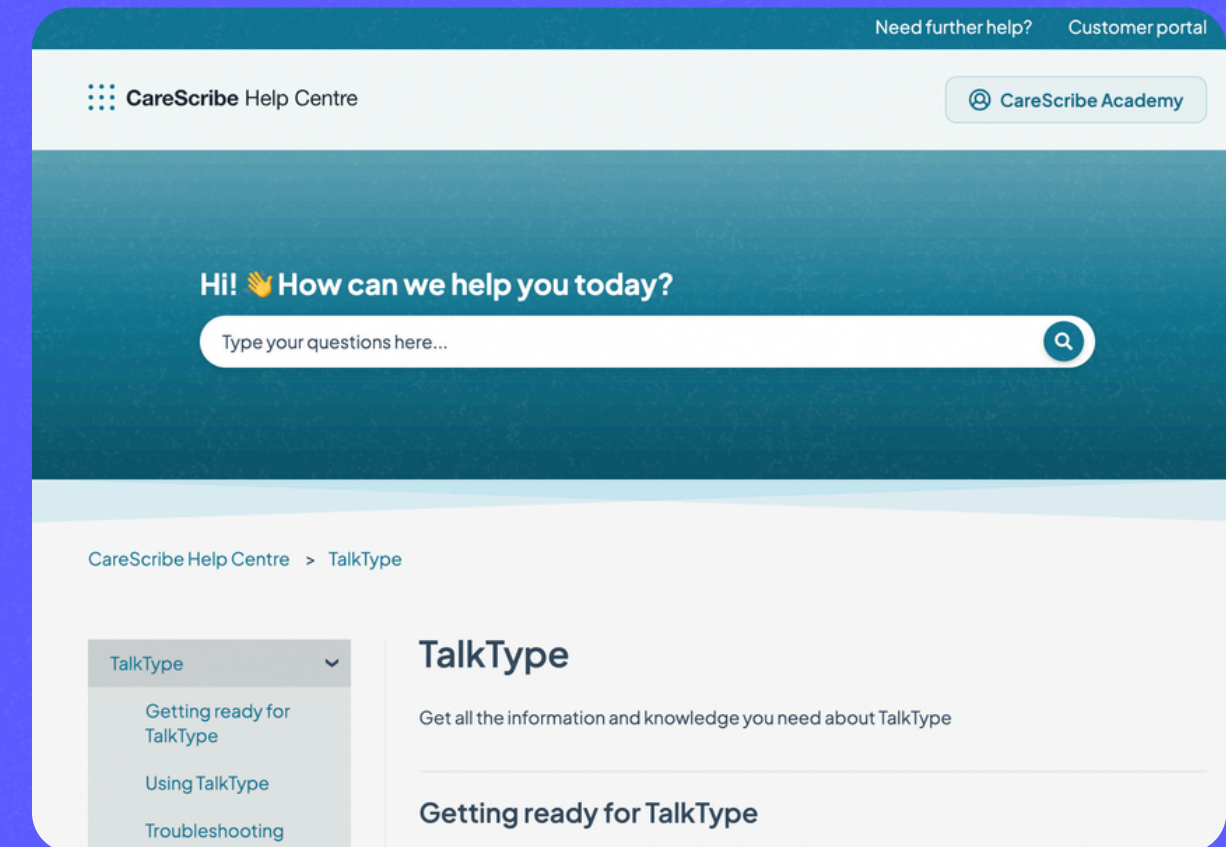 Need further help? Customer portal
CareScribe Help Centre
CareScribe Academy
Hi! 👋 How can we help you today?
Type your questions here...
CareScribe Help Centre > TalkType
TalkType
Getting ready for
TalkType
Using TalkType
Troubleshooting
TalkType
Get all the information and knowledge you need about TalkType
Getting ready for TalkType